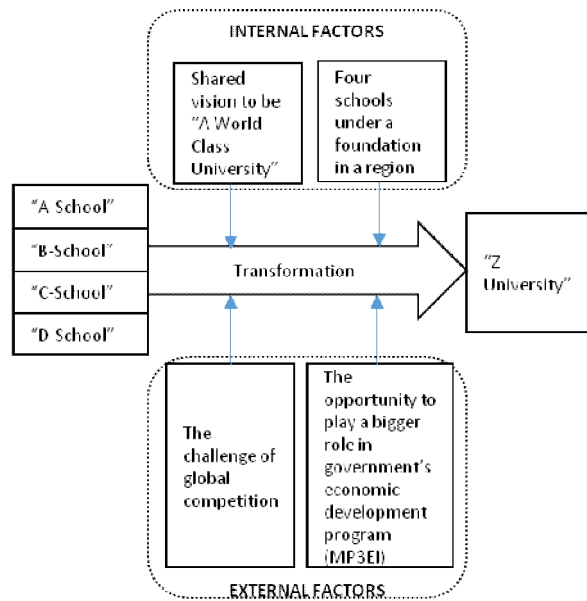 INTERNAL FACTORS
Shared
vision to be
"A World
Class
University"
Four
schools
under a
foundation
in a region
"A School"
"B-School"
"C-School"
"D School"
Transformation
"Z
University"
The
challenge of
global
competition
The
opportunity to
play a bigger
role in
government's
economic
development
program
(MP3EI)
EXTERNAL FACTORS